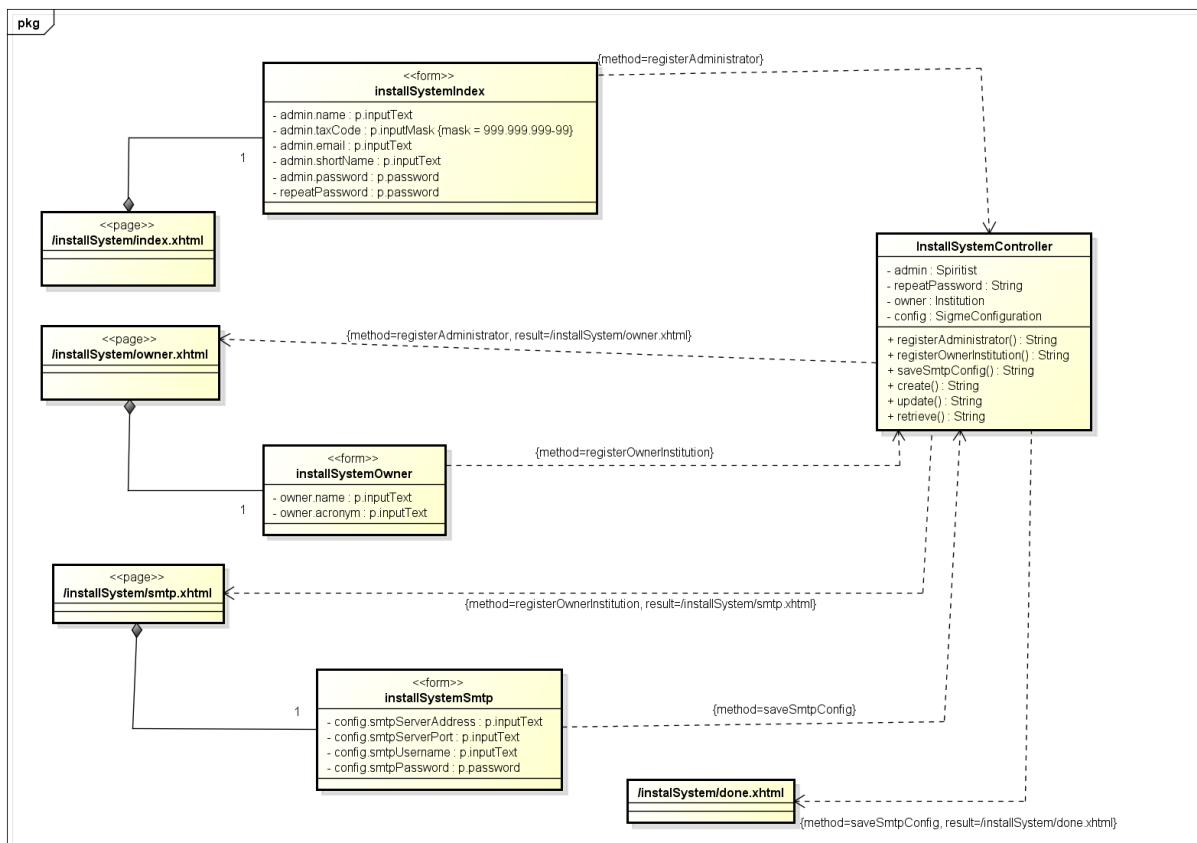 pkg
{method=registerAdministrator}
<<form>>
installSystemIndex
- admin.name : p.inputText
- admin.taxCode : p.inputMask {mask = 999.999.999-99}
- admin.email : p.inputText
- admin.shortName : p.inputText
- admin.password : p.password
- repeatPassword : p.password
1
<<page>>
/installSystem/index.xhtml
InstallSystemController
- admin : Spiritist
- repeatPassword : String
- owner : Institution
- config : SigmeConfiguration
+ registerAdministrator() : String
+ registerOwnerInstitution() : String
+ saveSmtpConfig() : String
+ create() : String
+ update() : String
+ retrieve() : String
<<page>>
/installSystem/owner.xhtml
{method=registerAdministrator, result=/installSystem/owner.xhtml}
<<form>>
installSystemOwner
- owner.name : p.inputText
- owner.acronym : p.inputText
1
{method=registerOwnerInstitution}
<<page>>
/installSystem/smtp.xhtml
{method=registerOwnerInstitution, result=/installSystem/smtp.xhtml}
<<form>>
installSystemSmtp
- config.smtpServerAddress : p.inputText
- config.smtpServerPort : p.inputText
- config.smtpUsername : p.inputText
- config.smtpPassword : p.password
1
{method=saveSmtpConfig}
/instalSystem/done.xhtml
{method=saveSmtpConfig, result=/installSystem/done.xhtml}